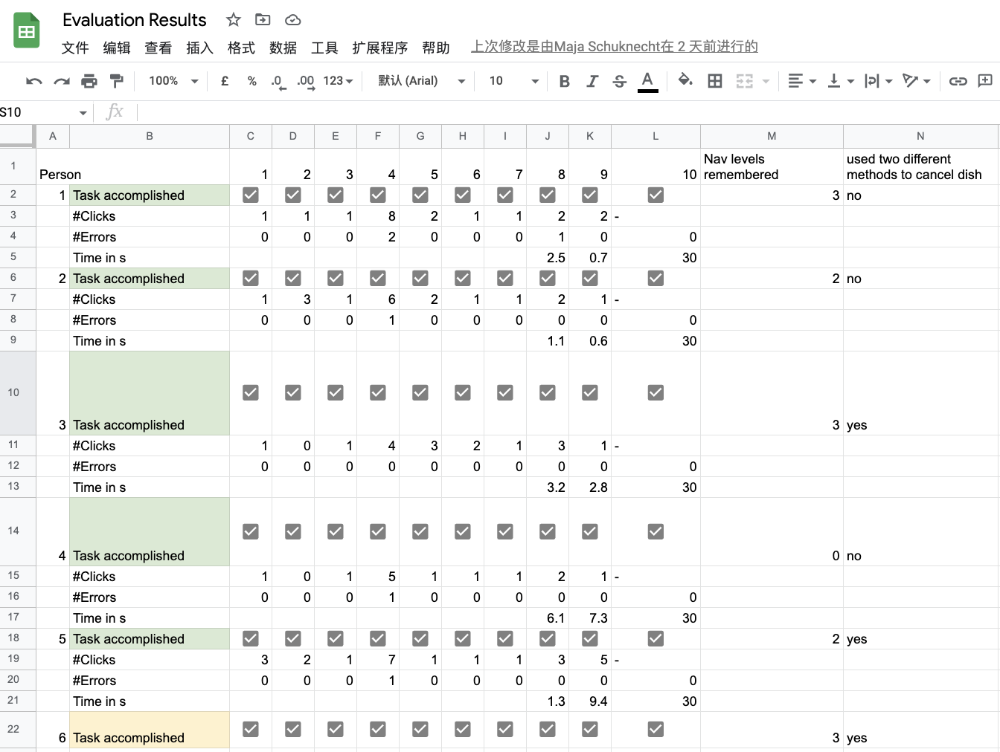 Evaluation Results
文件 编辑 查看 插入 格式 数据 工具 扩展程序 帮助 上次修改是由Maja Schuknecht在 2 天前进行的
100% £ % .0 .00 123 默认 (Arial) 10 B I S A
S10 fx
A B C D E F G H I J K L M N
1 Person 1 2 3 4 5 6 7 8 9 10 Nav levels remembered used two different methods to cancel dish
2 1 Task accomplished 3 no
3 #Clicks 1 1 1 8 2 1 1 2 2 -
4 #Errors 0 0 0 2 0 0 0 1 0 0
5 Time in s 2.5 0.7 30
6 2 Task accomplished 2 no
7 #Clicks 1 3 1 6 2 1 1 2 1 -
8 #Errors 0 0 0 1 0 0 0 0 0 0
9 Time in s 1.1 0.6 30
10 3 Task accomplished 3 yes
11 #Clicks 1 0 1 4 3 2 1 3 1 -
12 #Errors 0 0 0 0 0 0 0 0 0 0
13 Time in s 3.2 2.8 30
14 4 Task accomplished 0 no
15 #Clicks 1 0 1 5 1 1 1 2 1 -
16 #Errors 0 0 0 1 0 0 0 0 0 0
17 Time in s 6.1 7.3 30
18 5 Task accomplished 2 yes
19 #Clicks 3 2 1 7 1 1 1 3 5 -
20 #Errors 0 0 0 1 0 0 0 0 0 0
21 Time in s 1.3 9.4 30
22 6 Task accomplished 3 yes